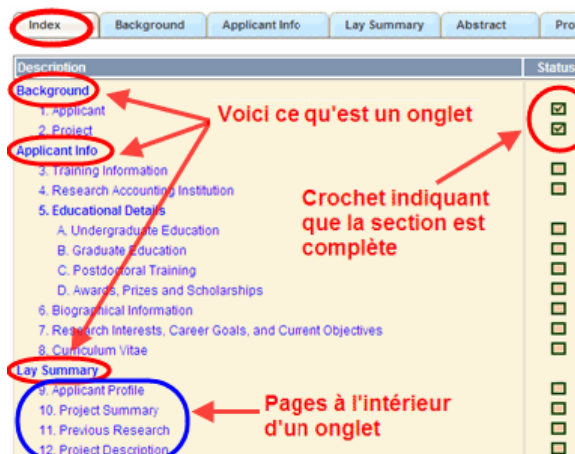 Index Background Applicant Info Lay Summary Abstract Pro
Description Status
Background
1. Applicant
2. Project
Applicant Info
3. Training Information
4. Research Accounting Institution
5. Educational Details
A. Undergraduate Education
B. Graduate Education
C. Postdoctoral Training
D. Awards, Prizes and Scholarships
6. Biographical Information
7. Research Interests, Career Goals, and Current Objectives
8. Curriculum Vitae
Lay Summary
9. Applicant Profile
10. Project Summary
11. Previous Research
12. Project Description
Voici ce qu'est un onglet
Crochet indiquant
que la section est
complète
Pages à l'intérieur
d'un onglet